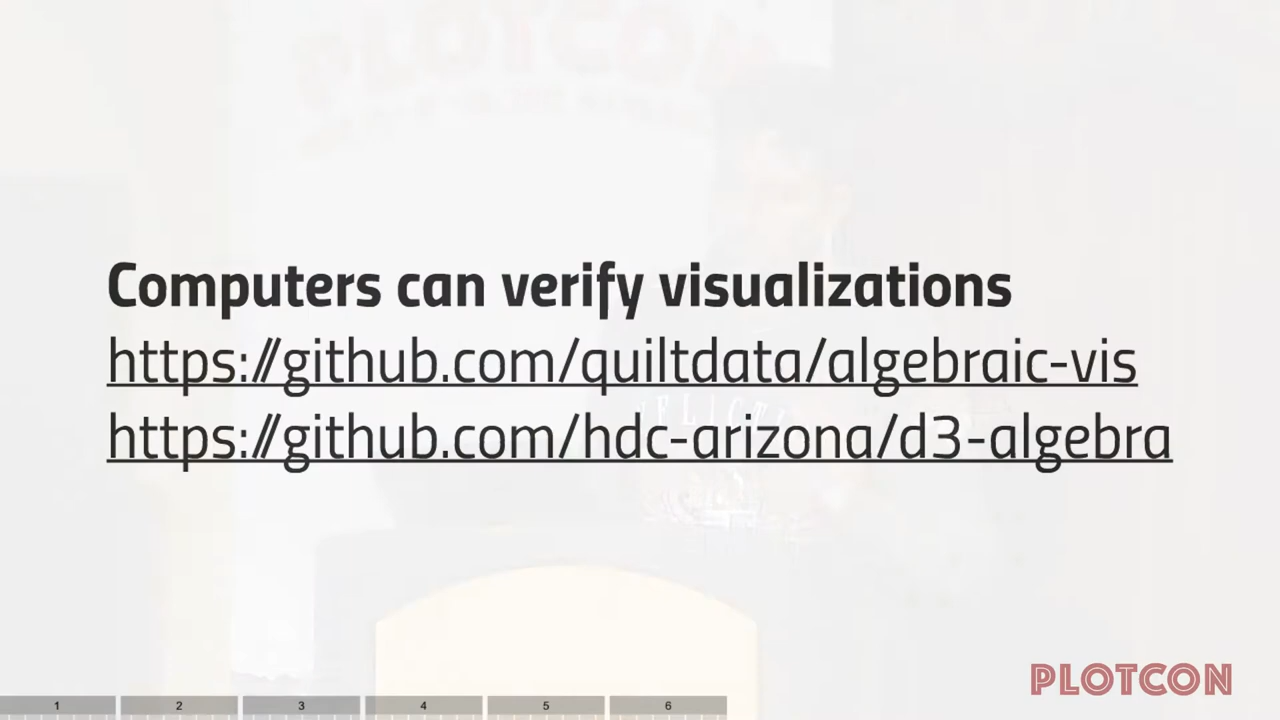 Computers can verify visualizations
https://github.com/quiltdata/algebraic-vis
https://github.com/hdc-arizona/d3-algebra
PLOTCON
1 2 3 4 5 6